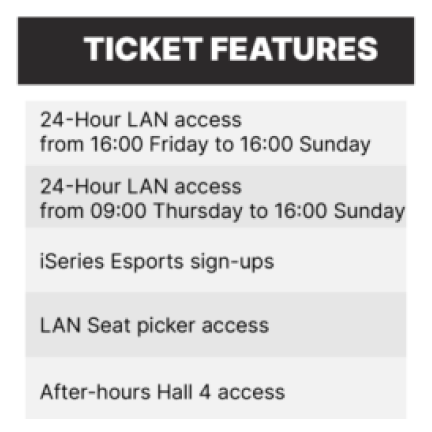 TICKET FEATURES
24-Hour LAN access
from 16:00 Friday to 16:00 Sunday
24-Hour LAN access
from 09:00 Thursday to 16:00 Sunday
iSeries Esports sign-ups
LAN Seat picker access
After-hours Hall 4 access